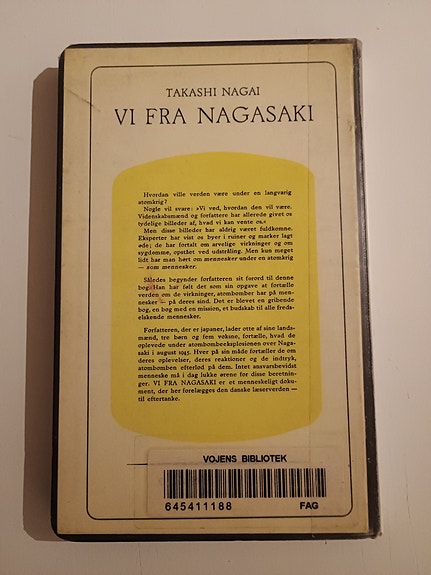 TAKASHI NAGAI
VI FRA NAGASAKI
Hvordan ville verden være under en langvarig
atomkrig?
Nogle vil svare: »Vi ved, hvordan den vil være.
Videnskabsmænd og forfattere har allerede givet os
tydelige billeder af, hvad vi kan vente os.«
Men disse billeder har aldrig været fuldkomne.
Eksperter har vist os byer i ruiner og marker lagt
øde; de har fortalt om arvelige virkninger og om
sygdomme, opstået ved udstråling. Men kun meget
lidt har man hørt om mennesker under en atomkrig
— som mennesker.
Således begynder forfatteren sit forord til denne
bog. Han har følt det som sin opgave at fortælle
verden om de virkninger, atombomber har på men-
nesker — på deres sind. Det er blevet en gribende
bog, en bog med en mission, et budskab til alle freds-
elskende mennesker.
Forfatteren, der er japaner, lader otte af sine lands-
mænd, tre børn og fem voksne, fortælle, hvad de
oplevede under atombombeeksplosionen over Naga-
saki i august 1945. Hver på sin måde fortæller de om
deres oplevelser, deres reaktioner og de indtryk,
atombomben efterlod på dem. Intet ansvarsbevidst
menneske må i dag lukke ørene for disse beretnin-
ger. VI FRA NAGASAKI er et menneskeligt doku-
ment, der her forelægges den danske læserverden —
til eftertanke.
VOJENS BIBLIOTEK
645411188 FAG